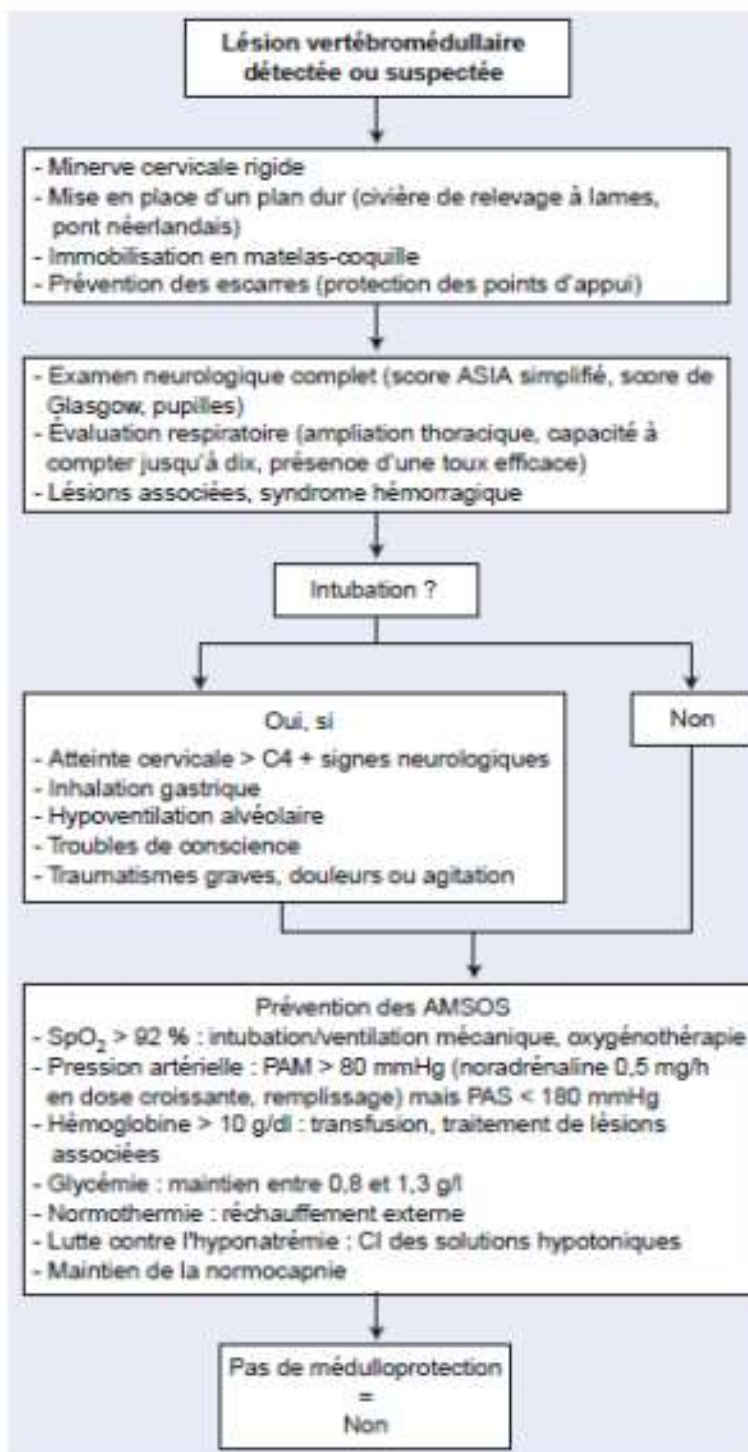 Lésion vertébromédullaire
détectée ou suspectée
- Minerve cervicale rigide
- Mise en place d'un plan dur (civière de relevage à lames,
pont néerlandais)
- Immobilisation en matelas-coquille
- Prévention des escarres (protection des points d'appui)
- Examen neurologique complet (score ASIA simplifié, score de
Glasgow, pupilles)
- Évaluation respiratoire (ampliation thoracique, capacité à
compter jusqu'à dix, présence d'une toux efficace)
- Lésions associées, syndrome hémorragique
Intubation ?
Oui, si
- Atteinte cervicale > C4 + signes neurologiques
- Inhalation gastrique
- Hypoventilation alvéolaire
- Troubles de conscience
- Traumatismes graves, douleurs ou agitation
Non
Prévention des AMSOS
- SpO₂ > 92 % : intubation/ventilation mécanique, oxygénothérapie
- Pression artérielle : PAM > 80 mmHg (noradrénaline 0,5 mg/h
en dose croissante, remplissage) mais PAS < 180 mmHg
- Hémoglobine > 10 g/dl : transfusion, traitement de lésions
associées
- Glycémie : maintien entre 0,8 et 1,3 g/l
- Normothermie : réchauffement externe
- Lutte contre l'hyponatrémie : CI des solutions hypotoniques
- Maintien de la normocapnie
Pas de médulloprotection
=
Non